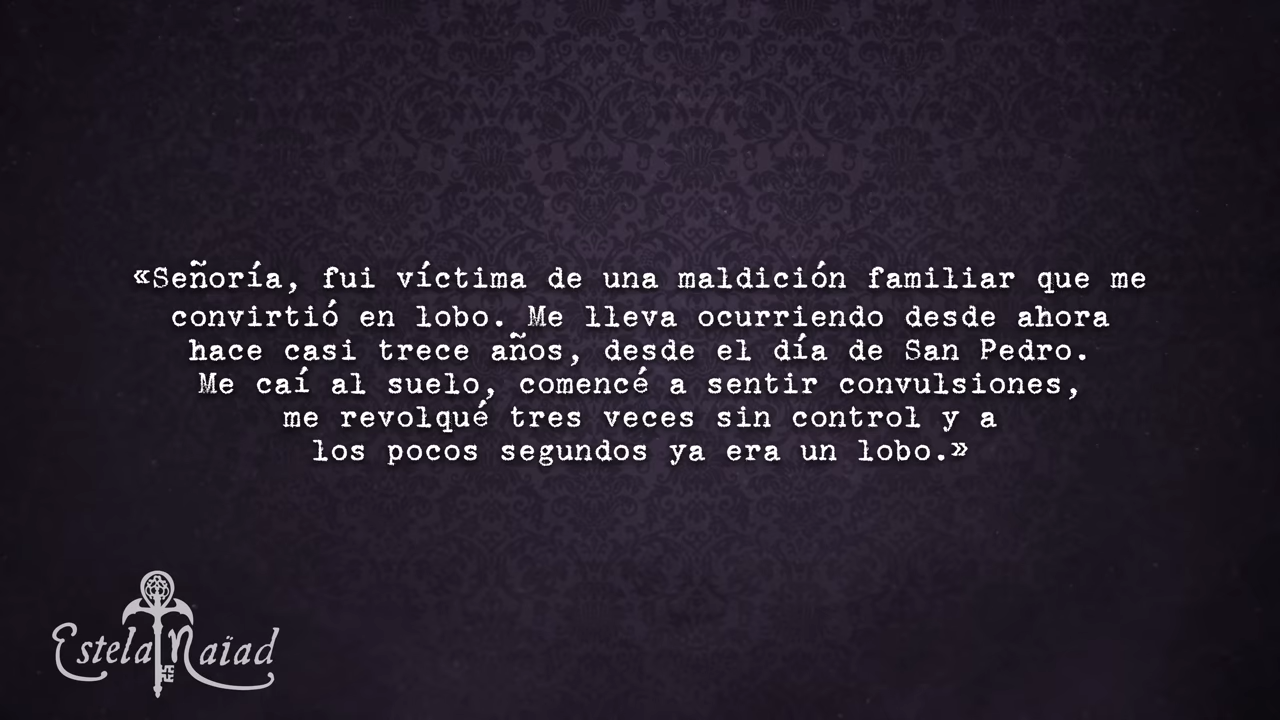 «Señoría, fui víctima de una maldición familiar que me
convirtió en lobo. Me lleva ocurriendo desde ahora
hace casi trece años, desde el día de San Pedro.
Me caí al suelo, comencé a sentir convulsiones,
me revolqué tres veces sin control y a
los pocos segundos ya era un lobo.»
Estela Naïad